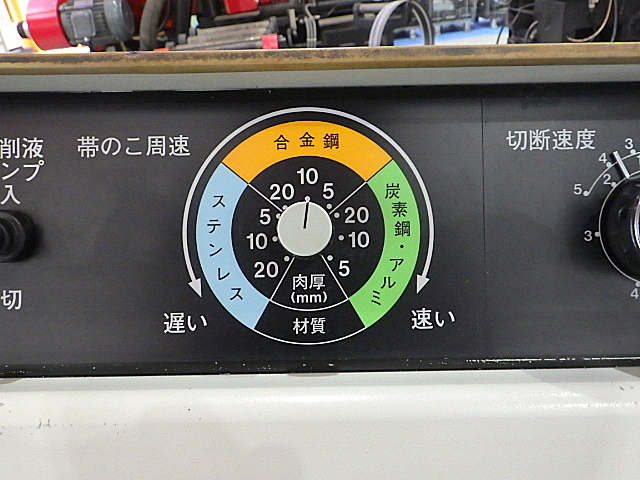 削液
ンプ
入
切
帯のこ周速
合金鋼
ステンレス
炭素鋼・アルミ
20 10 5
5 20
10 10
20 5
肉厚
(mm)
材質
遅い
速い
切断速度
4 3
5 2
3
4